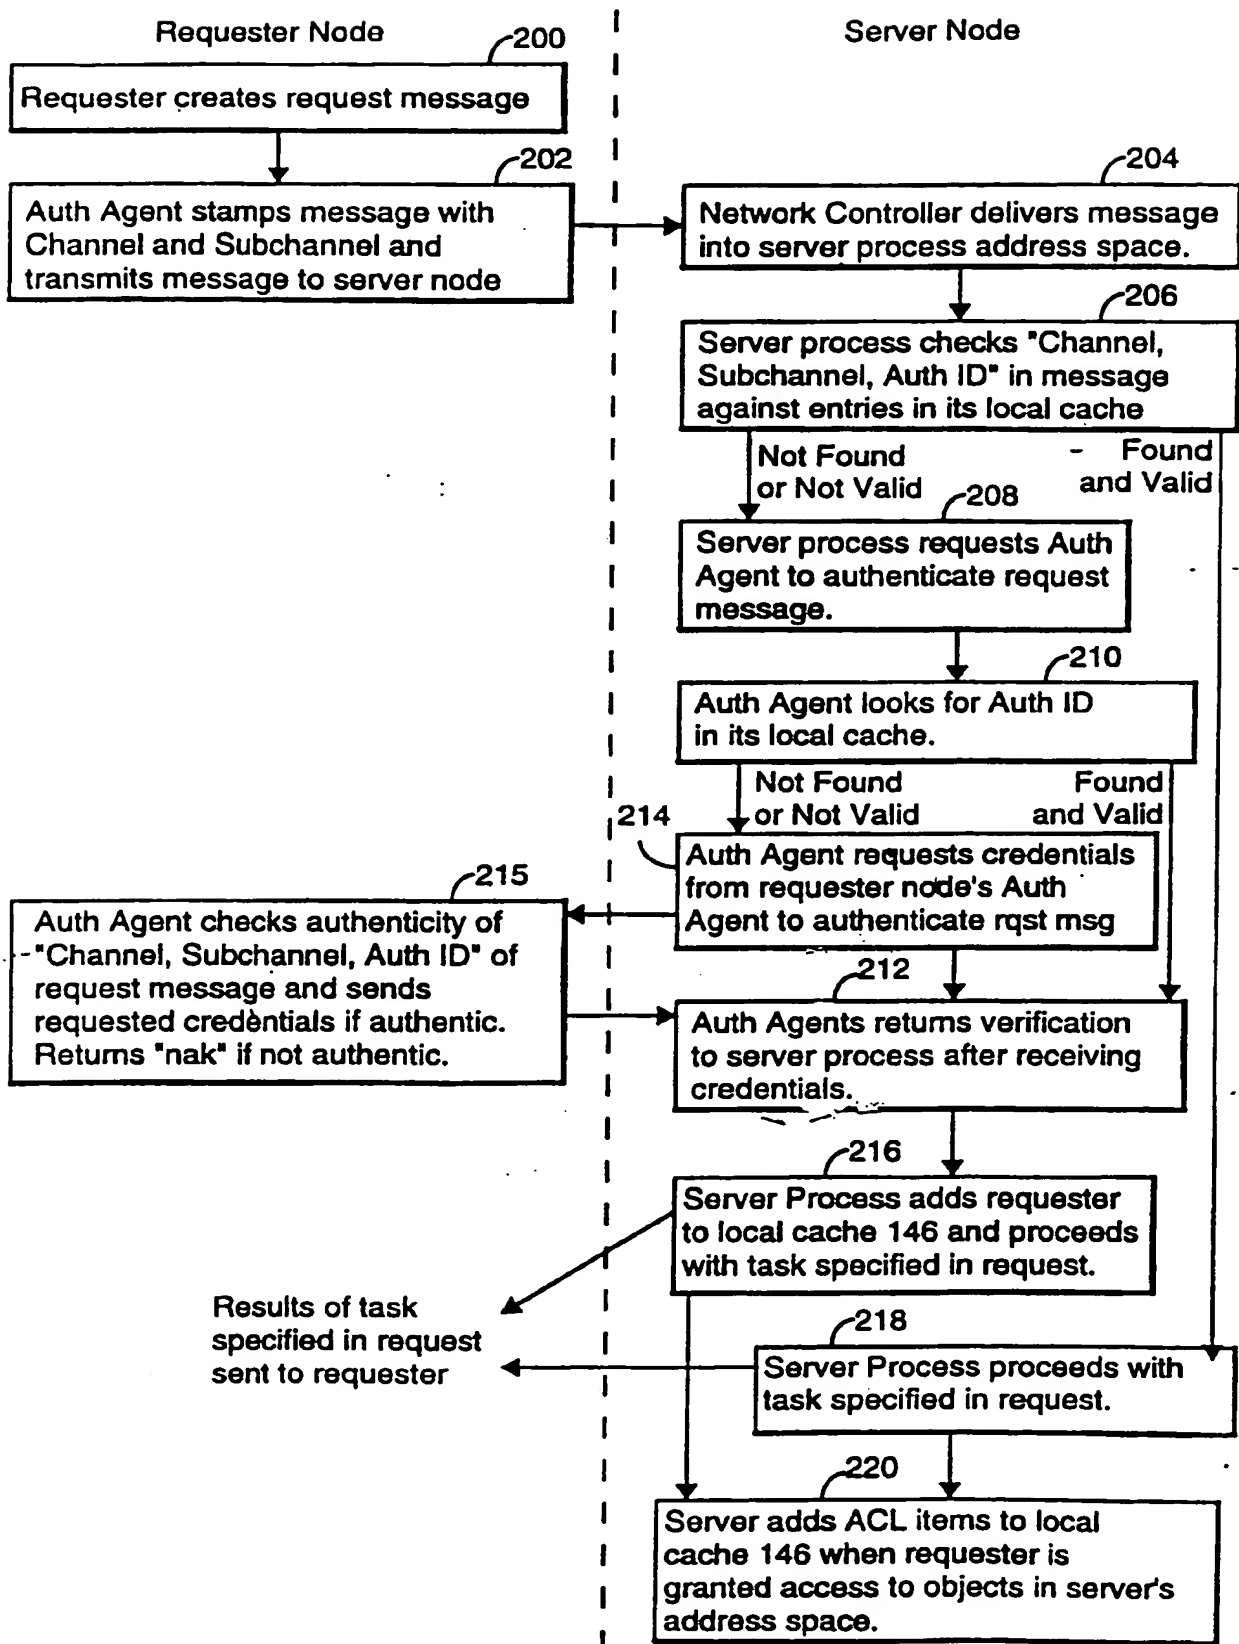 Requester Node
Server Node
200
Requester creates request message
202
Auth Agent stamps message with
Channel and Subchannel and
transmits message to server node
204
Network Controller delivers message
into server process address space.
206
Server process checks "Channel,
Subchannel, Auth ID" in message
against entries in its local cache
Not Found
or Not Valid
Found
and Valid
208
Server process requests Auth
Agent to authenticate request
message.
210
Auth Agent looks for Auth ID
in its local cache.
Not Found
or Not Valid
Found
and Valid
214
Auth Agent requests credentials
from requester node's Auth
Agent to authenticate rqst msg
215
Auth Agent checks authenticity of
"Channel, Subchannel, Auth ID" of
request message and sends
requested credentials if authentic.
Returns "nak" if not authentic.
212
Auth Agents returns verification
to server process after receiving
credentials.
216
Server Process adds requester
to local cache 146 and proceeds
with task specified in request.
Results of task
specified in request
sent to requester
218
Server Process proceeds with
task specified in request.
220
Server adds ACL items to local
cache 146 when requester is
granted access to objects in server's
address space.